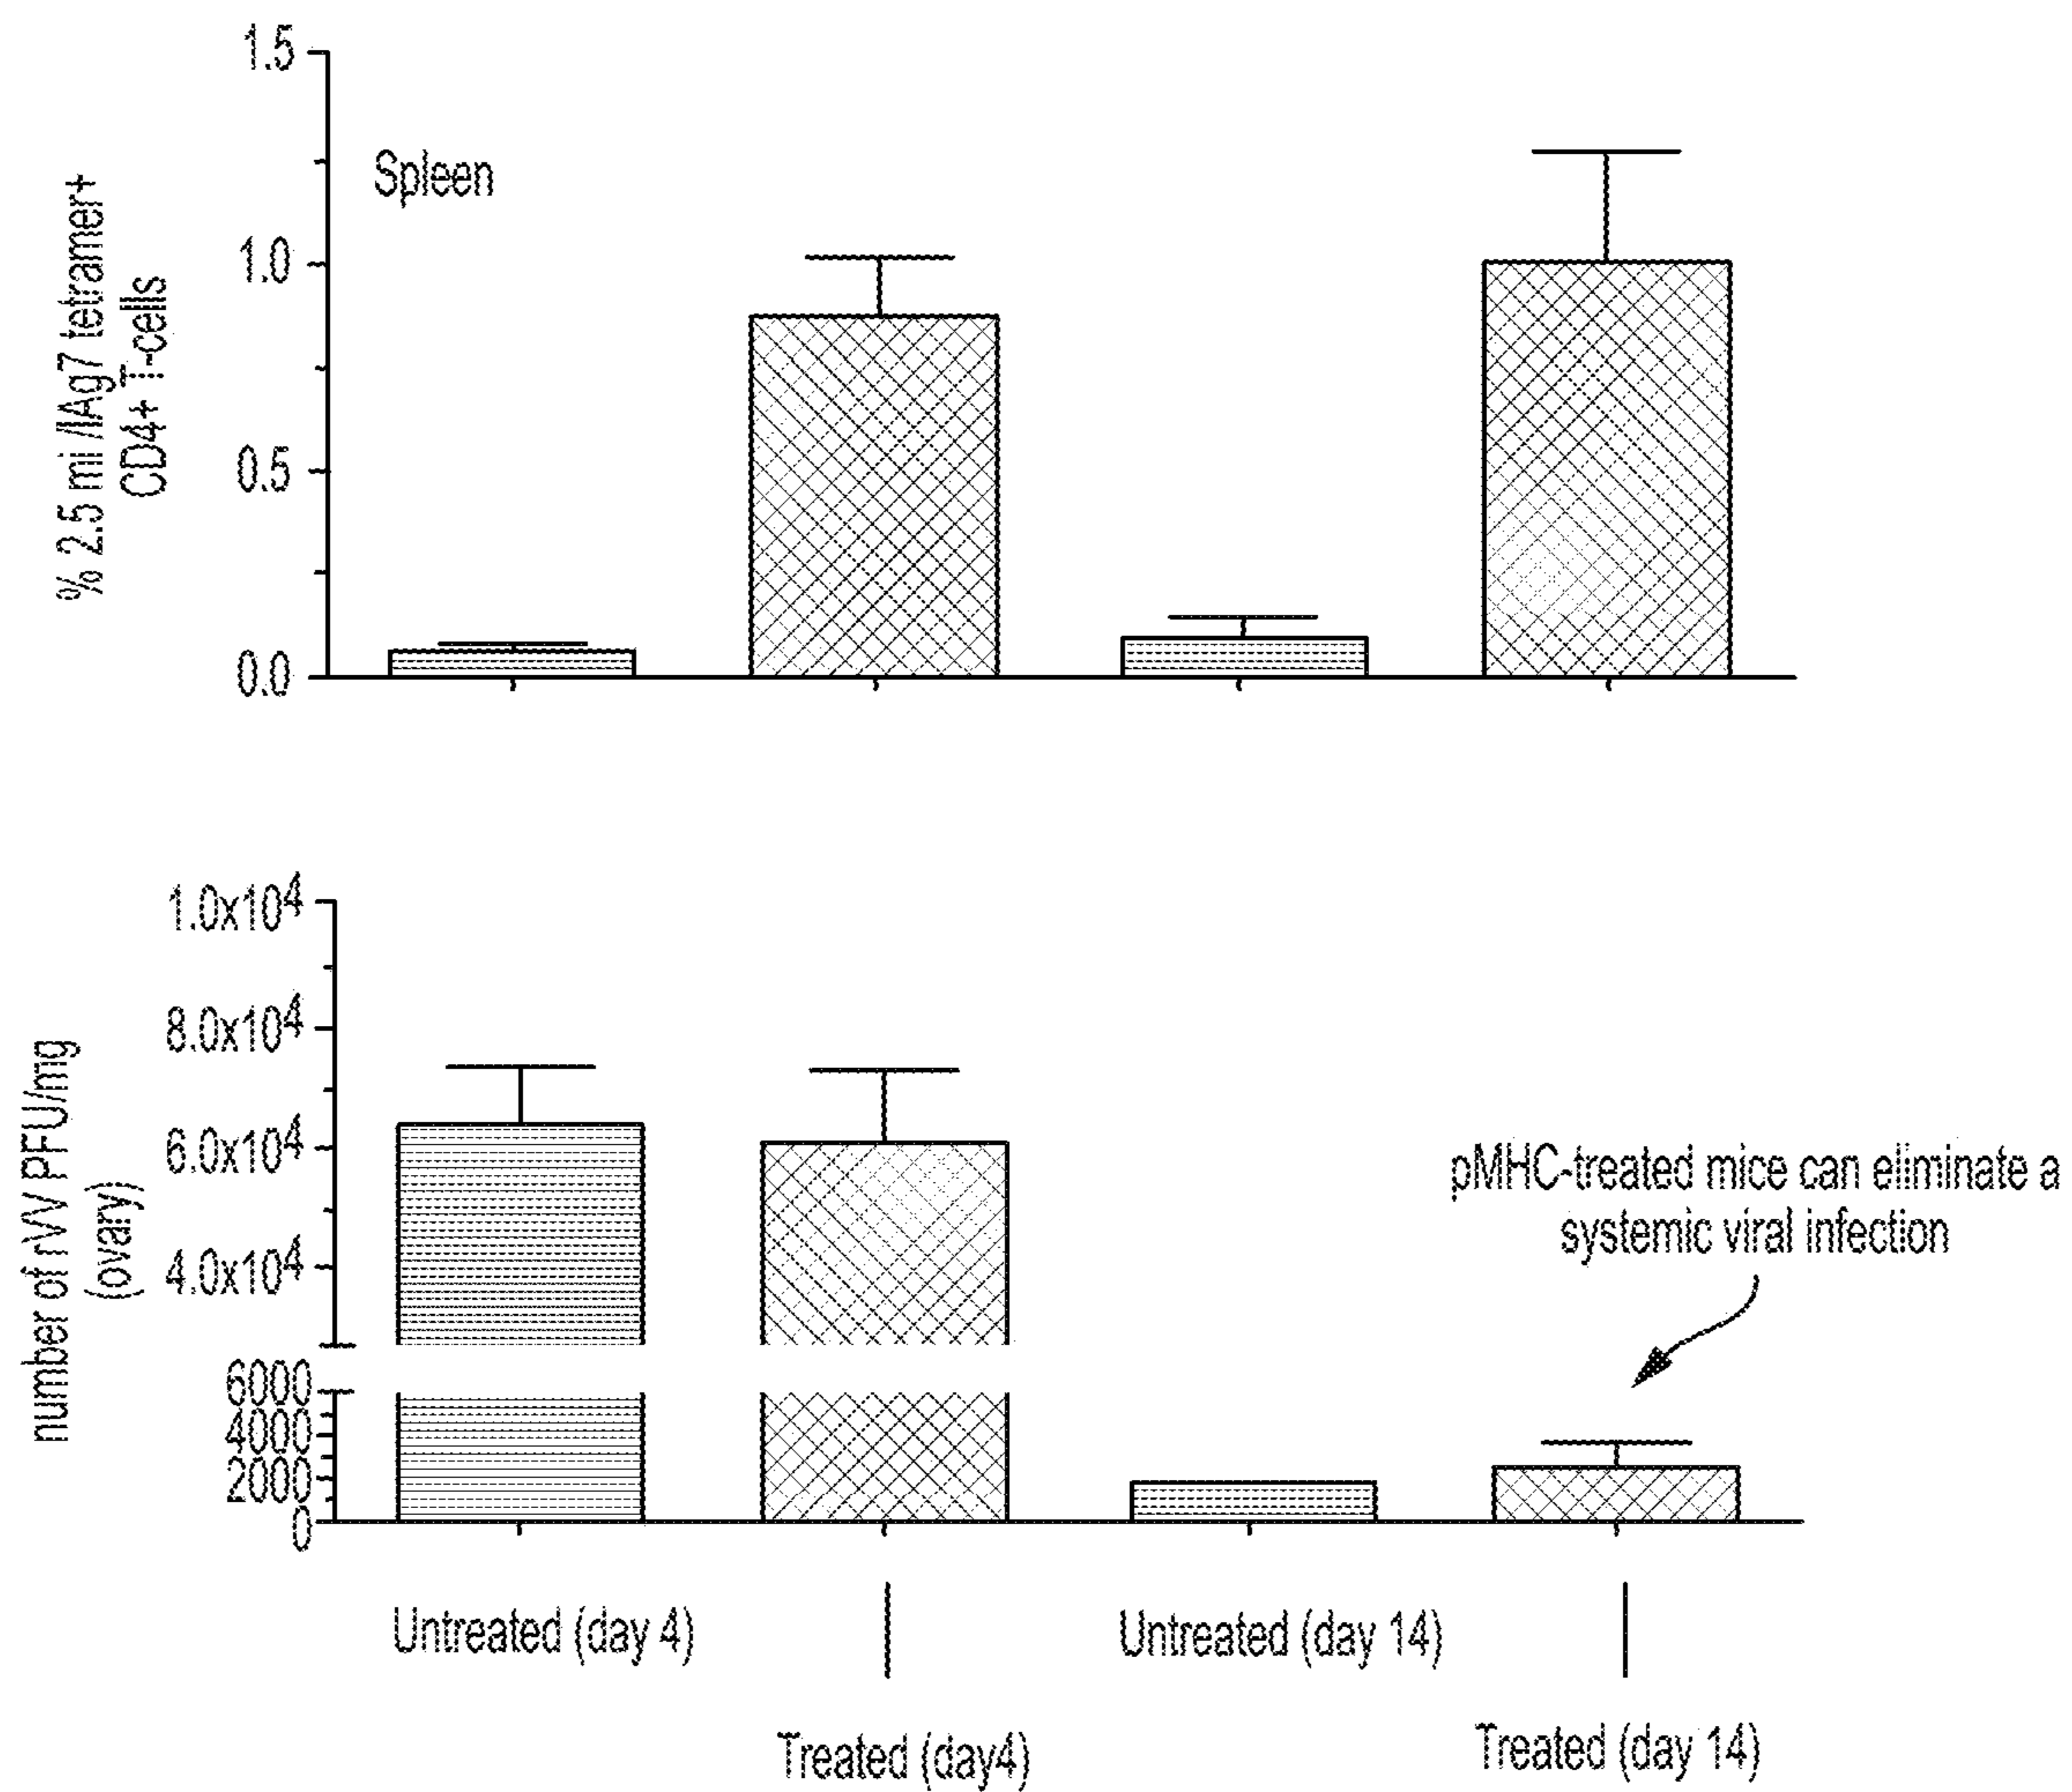 1.5
Spleen
1.0
0.5
0.0
% 2.5 mi /IAg7 tetramer+
CD4+ T-cells
1.0x10⁴
8.0x10⁴
6.0x10⁴
4.0x10⁴
6000
4000
2000
0
number of rVV PFU/mg
(ovary)
pMHC-treated mice can eliminate a
systemic viral infection
Untreated (day 4)
Untreated (day 14)
Treated (day4)
Treated (day 14)